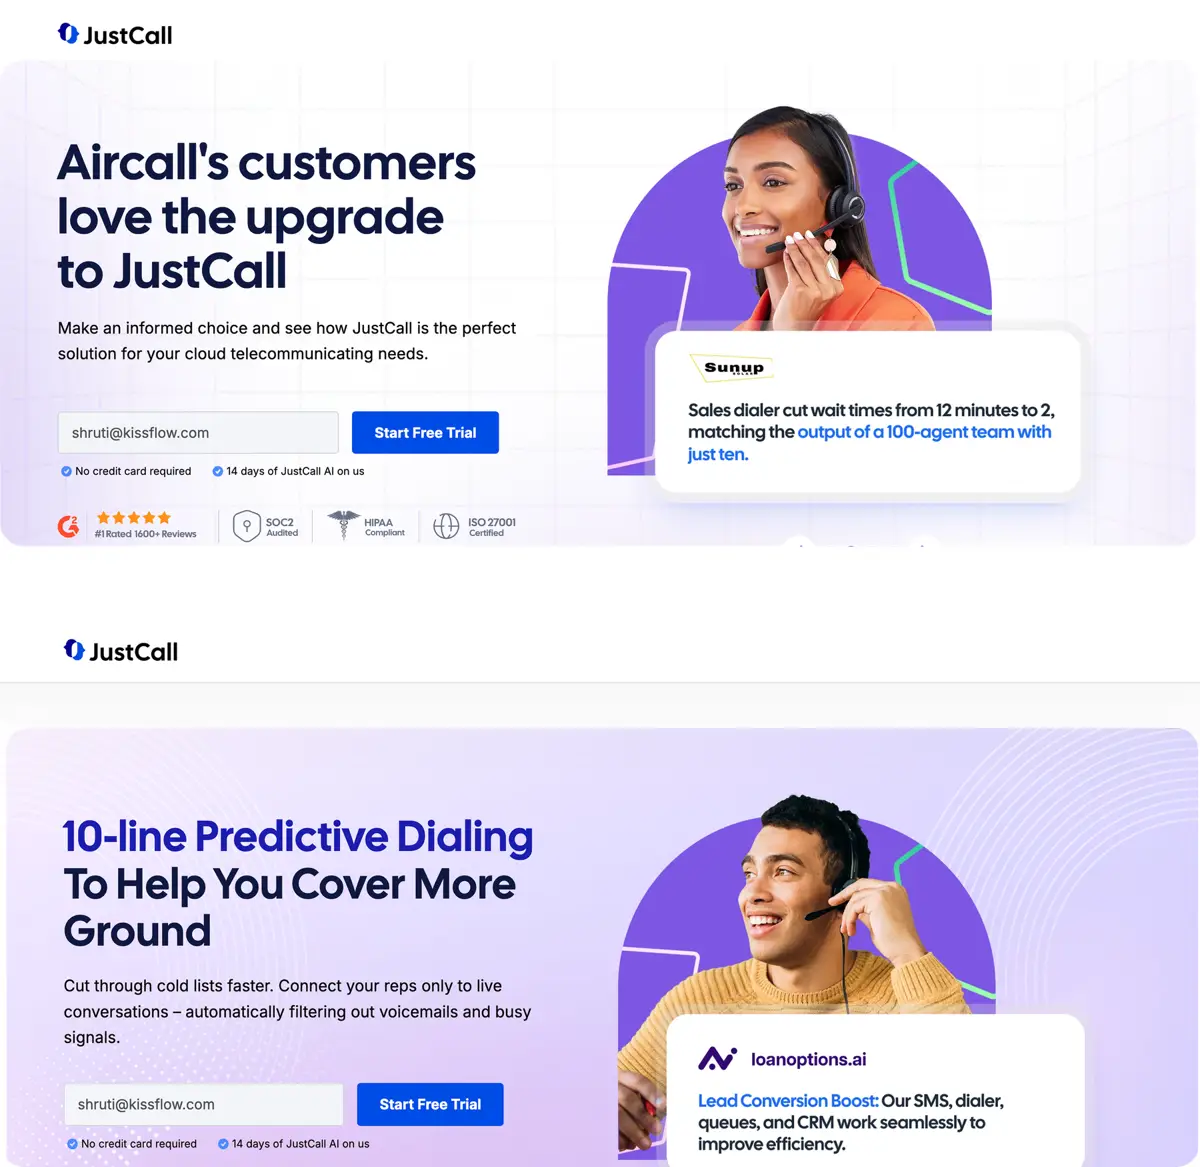 JustCall
Aircall's customers
love the upgrade
to JustCall
Make an informed choice and see how JustCall is the perfect
solution for your cloud telecommunicating needs.
shruti@kissflow.com
Start Free Trial
No credit card required
14 days of JustCall AI on us
G2
#1 Rated 1600+ Reviews
SOC2
Audited
HIPAA
Compliant
ISO 27001
Certified
Sunup
SOLAR
Sales dialer cut wait times from 12 minutes to 2,
matching the output of a 100-agent team with
just ten.
JustCall
10-line Predictive Dialing
To Help You Cover More
Ground
Cut through cold lists faster. Connect your reps only to live
conversations – automatically filtering out voicemails and busy
signals.
shruti@kissflow.com
Start Free Trial
No credit card required
14 days of JustCall AI on us
loanoptions.ai
Lead Conversion Boost: Our SMS, dialer,
queues, and CRM work seamlessly to
improve efficiency.